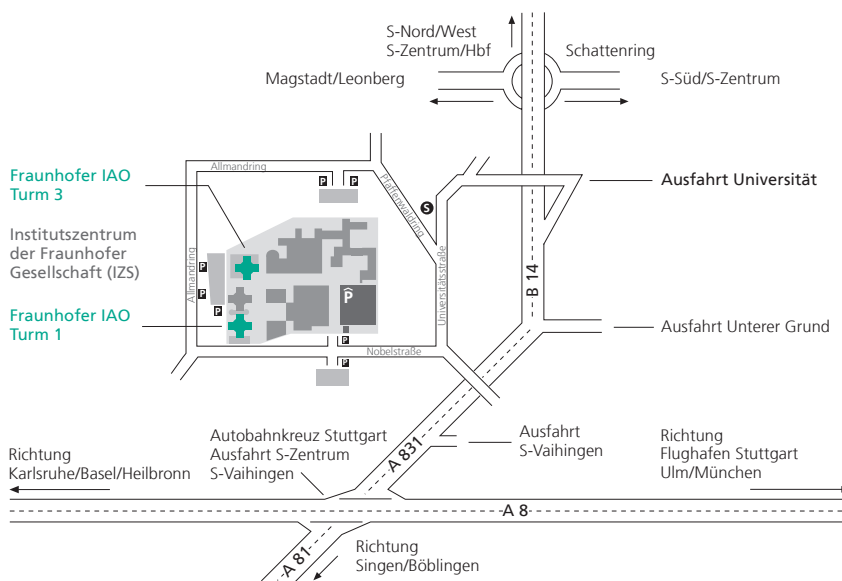 S-Nord/West
S-Zentrum/Hbf
Schattenring
Magstadt/Leonberg
S-Süd/S-Zentrum
Allmandring
Fraunhofer IAO
Turm 3
P
P
Pfaffenwaldring
Ausfahrt Universität
S
Institutszentrum
der Fraunhofer
Gesellschaft (IZS)
P
Allmandring
P
P
P
Universitätsstraße
B 14
Fraunhofer IAO
Turm 1
Ausfahrt Unterer Grund
P
Nobelstraße
P
Autobahnkreuz Stuttgart
Ausfahrt S-Zentrum
S-Vaihingen
A 831
Ausfahrt
S-Vaihingen
Richtung
Karlsruhe/Basel/Heilbronn
Richtung
Flughafen Stuttgart
Ulm/München
A 8
A 81
Richtung
Singen/Böblingen